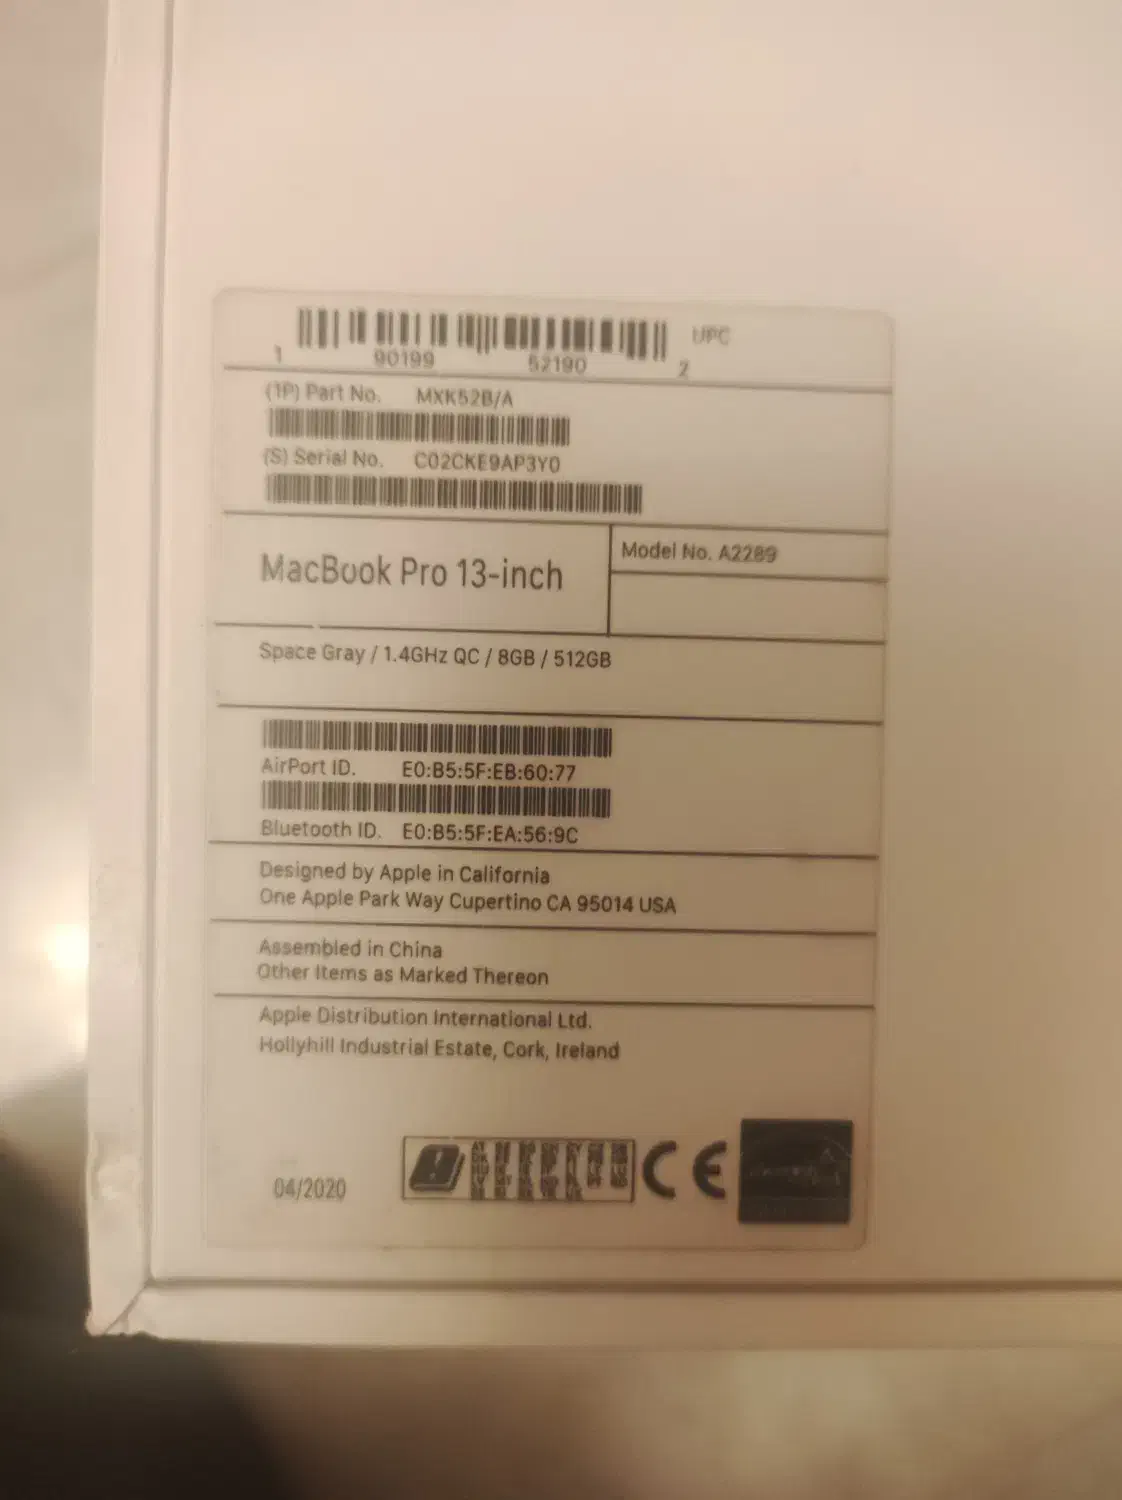 UPC
1 90199 52190 2
(1P) Part No. MXK52B/A
(S) Serial No. C02CKE9AP3Y0
MacBook Pro 13-inch
Model No. A2289
Space Gray / 1.4GHz QC / 8GB / 512GB
AirPort ID. E0:B5:5F:EB:60:77
Bluetooth ID. E0:B5:5F:EA:56:9C
Designed by Apple in California
One Apple Park Way Cupertino CA 95014 USA
Assembled in China
Other Items as Marked Thereon
Apple Distribution International Ltd.
Hollyhill Industrial Estate, Cork, Ireland
04/2020
CE